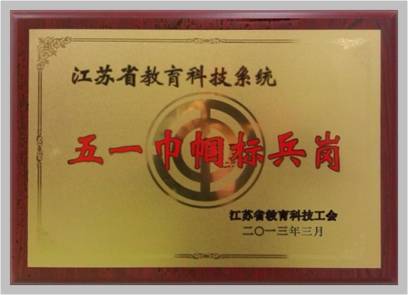 江苏省教育科技系统
五一巾帼标兵岗
江苏省教育科技工会
二〇一三年三月